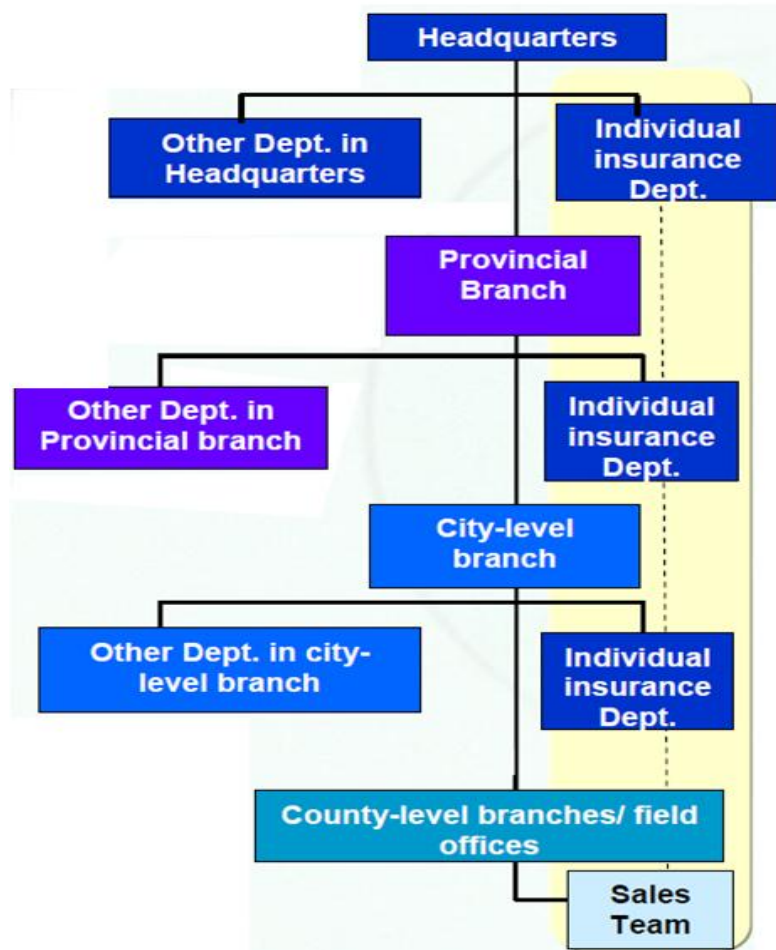 Headquarters
Other Dept. in
Headquarters
Individual
insurance
Dept.
Provincial
Branch
Other Dept. in
Provincial branch
Individual
insurance
Dept.
City-level
branch
Other Dept. in city-
level branch
Individual
insurance
Dept.
County-level branches/ field
offices
Sales
Team